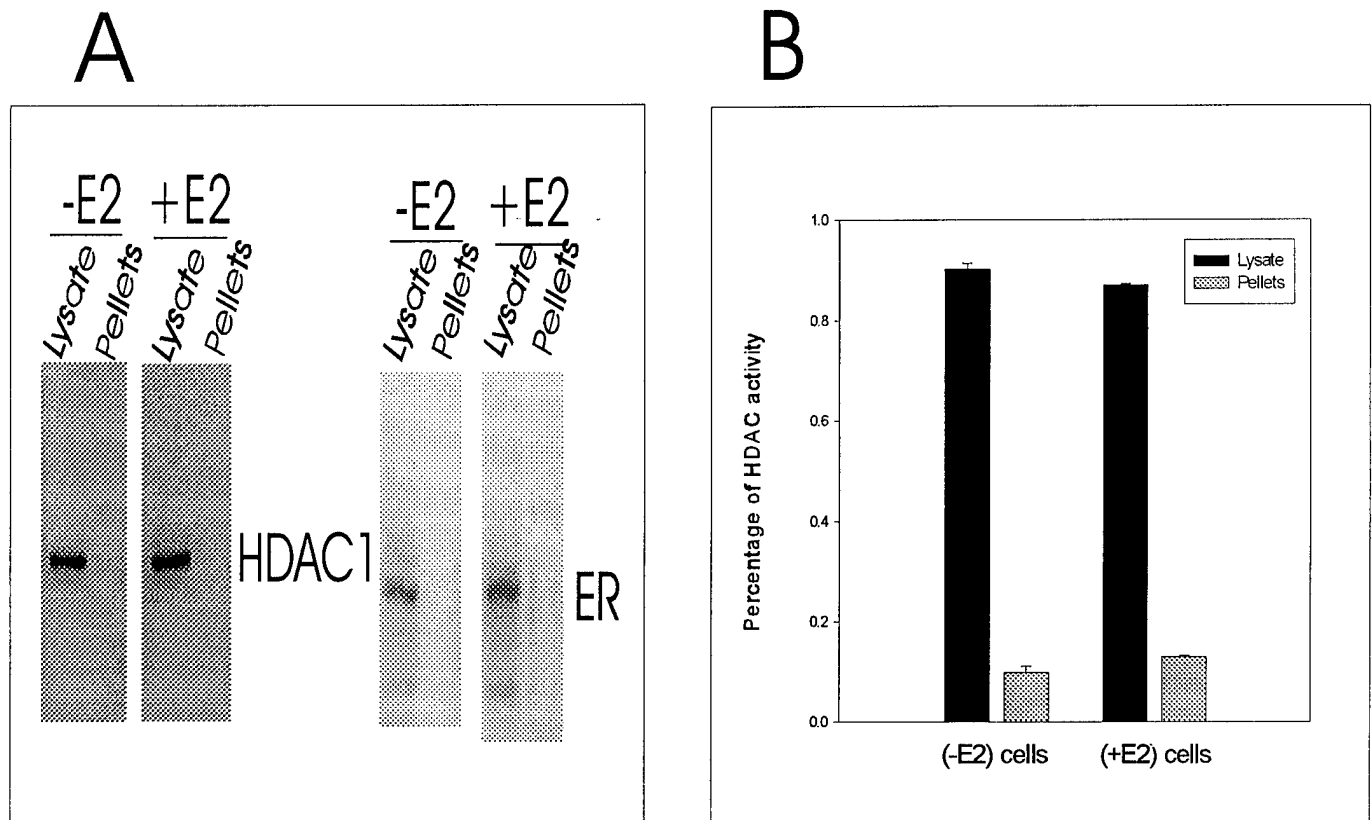 A
-E2 +E2
Lysate Pellets Lysate Pellets
HDAC1
-E2 +E2
Lysate Pellets Lysate Pellets
ER
B
Percentage of HDAC activity
1.0
0.8
0.6
0.4
0.2
0.0
Lysate
Pellets
(-E2) cells (+E2) cells